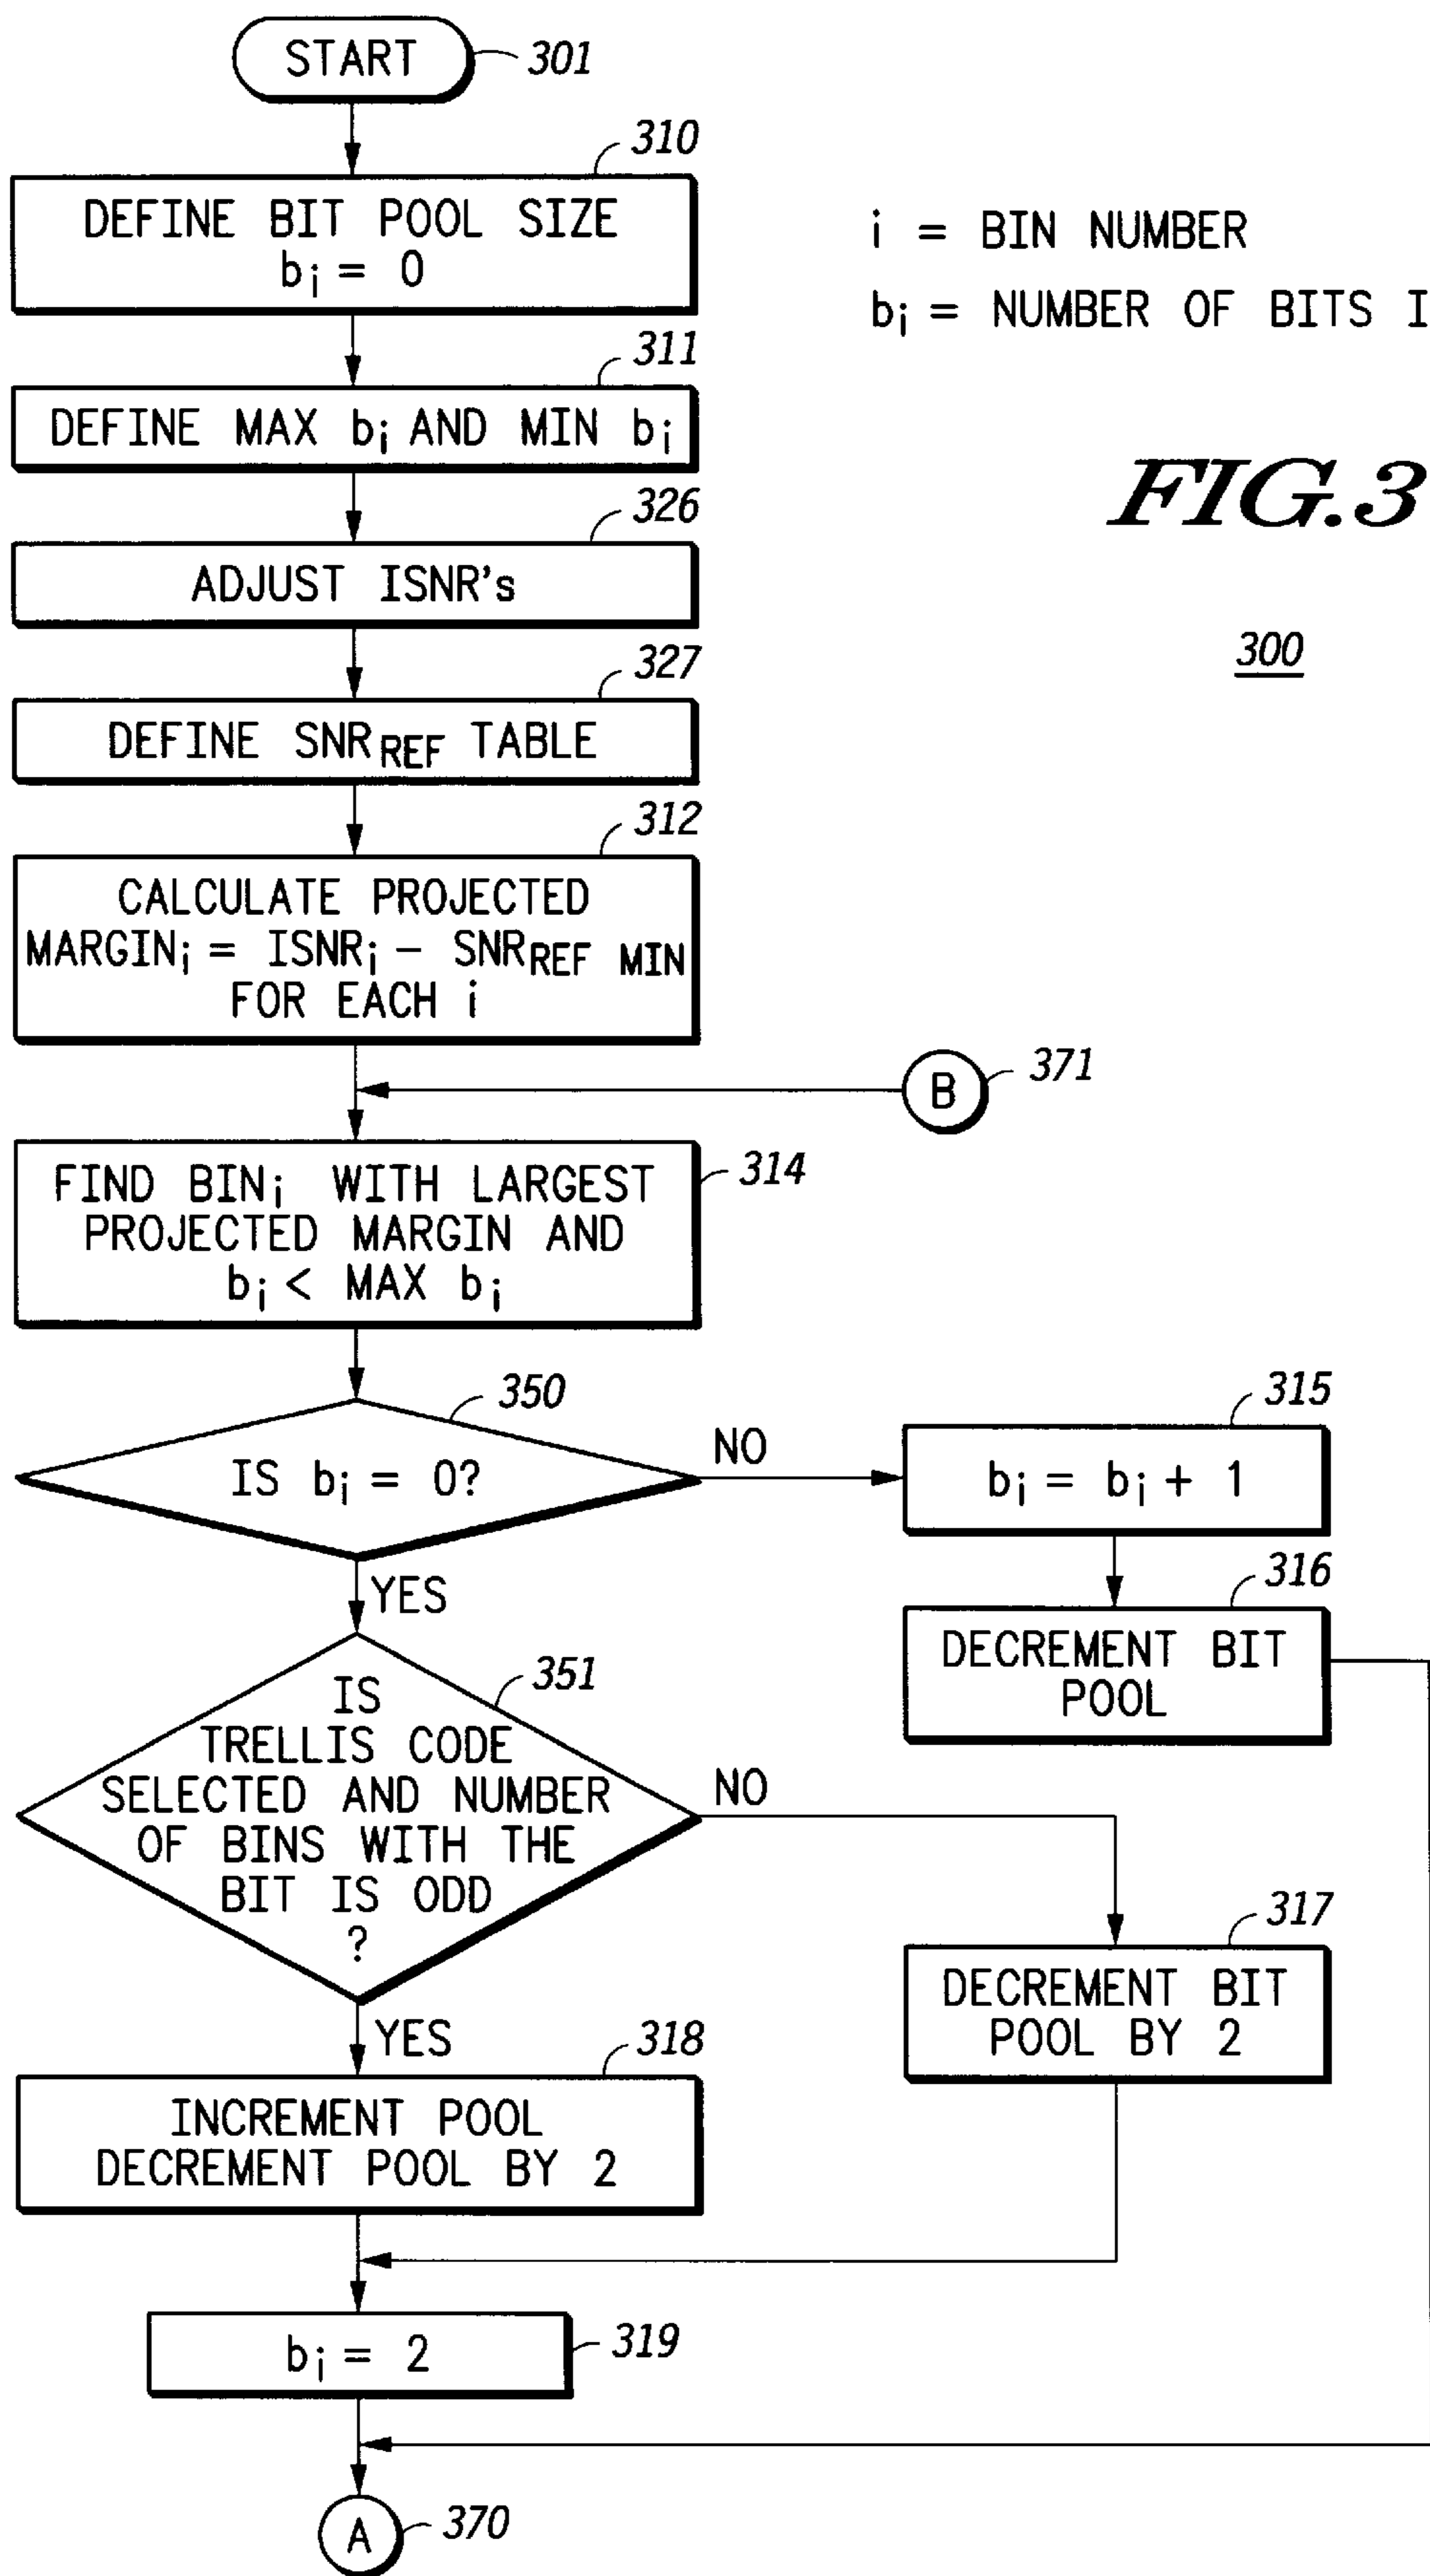 START
301
310
DEFINE BIT POOL SIZE
bi = 0
i = BIN NUMBER
bi = NUMBER OF BITS I
311
DEFINE MAX bi AND MIN bi
FIG.3
326
ADJUST ISNR's
300
327
DEFINE SNRREF TABLE
312
CALCULATE PROJECTED
MARGINi = ISNRi - SNRREF MIN
FOR EACH i
B
371
FIND BINi WITH LARGEST
PROJECTED MARGIN AND
bi < MAX bi
314
350
IS bi = 0?
NO
315
bi = bi + 1
YES
316
DECREMENT BIT
POOL
351
IS
TRELLIS CODE
SELECTED AND NUMBER
OF BINS WITH THE
BIT IS ODD
?
NO
317
DECREMENT BIT
POOL BY 2
YES
318
INCREMENT POOL
DECREMENT POOL BY 2
bi = 2
319
A
370